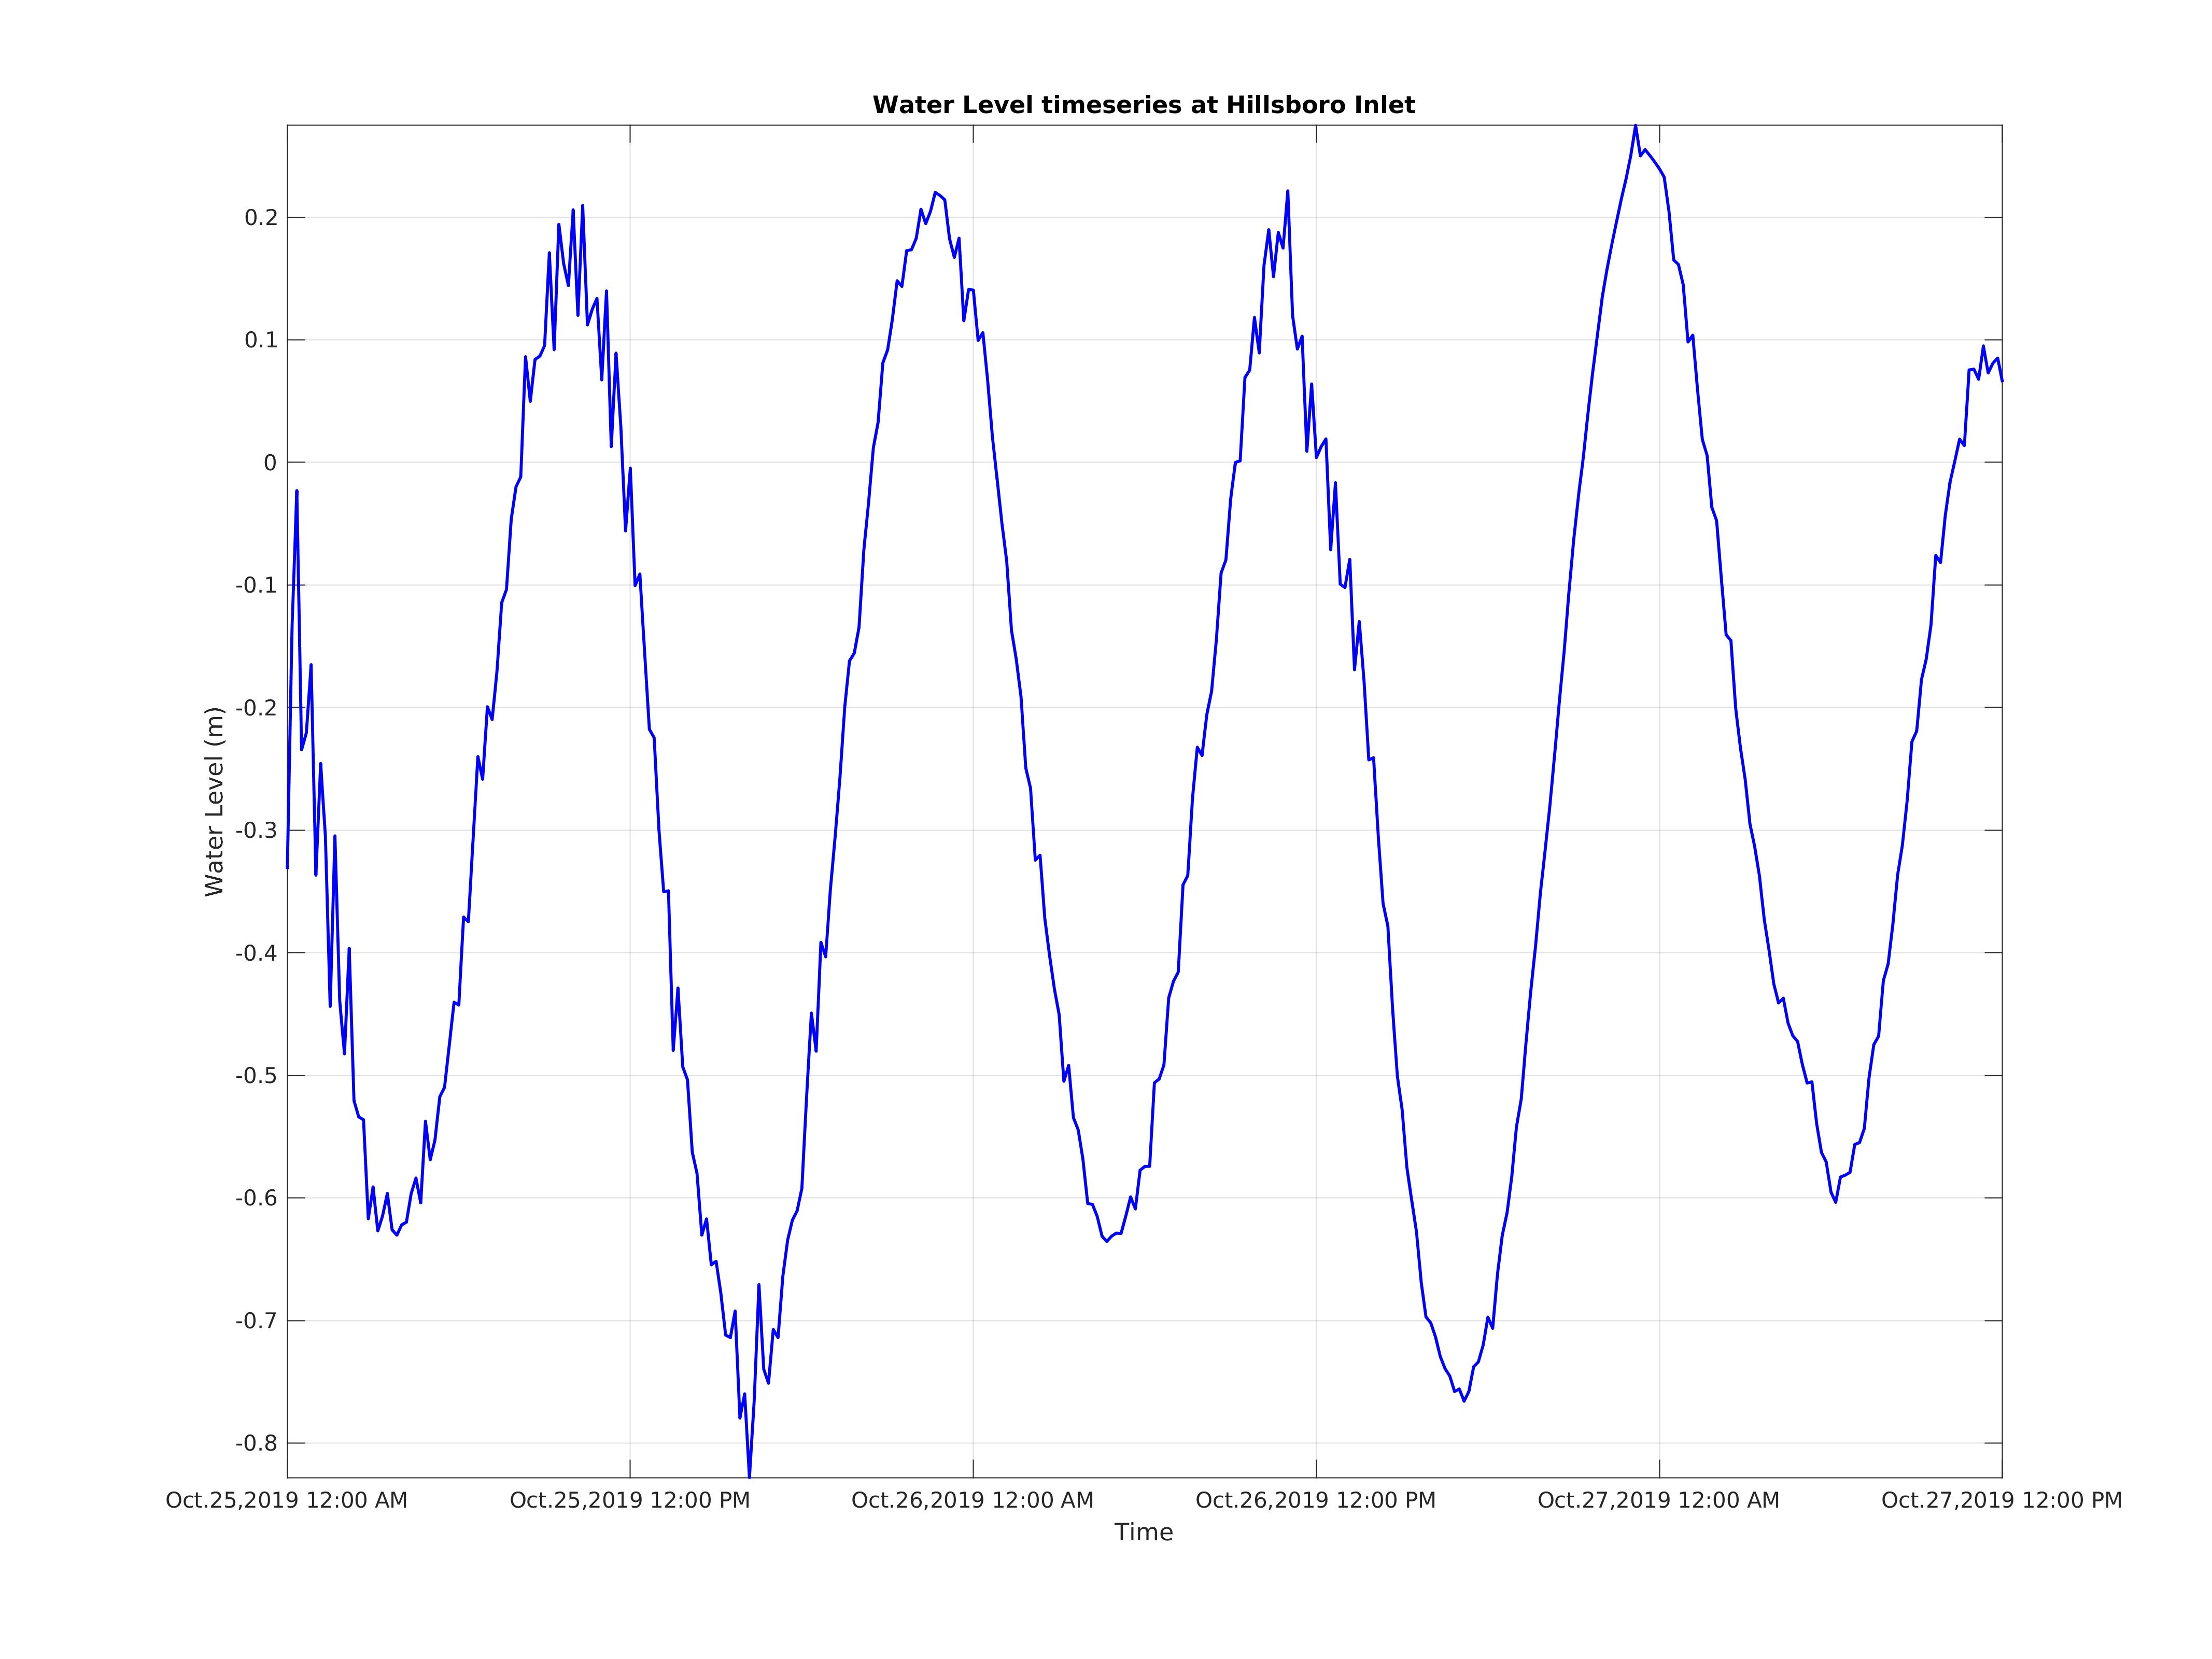 Water Level timeseries at Hillsboro Inlet
0.2
0.1
0
-0.1
-0.2
-0.3
-0.4
-0.5
-0.6
-0.7
-0.8
Water Level (m)
Oct.25,2019 12:00 AM
Oct.25,2019 12:00 PM
Oct.26,2019 12:00 AM
Oct.26,2019 12:00 PM
Oct.27,2019 12:00 AM
Oct.27,2019 12:00 PM
Time